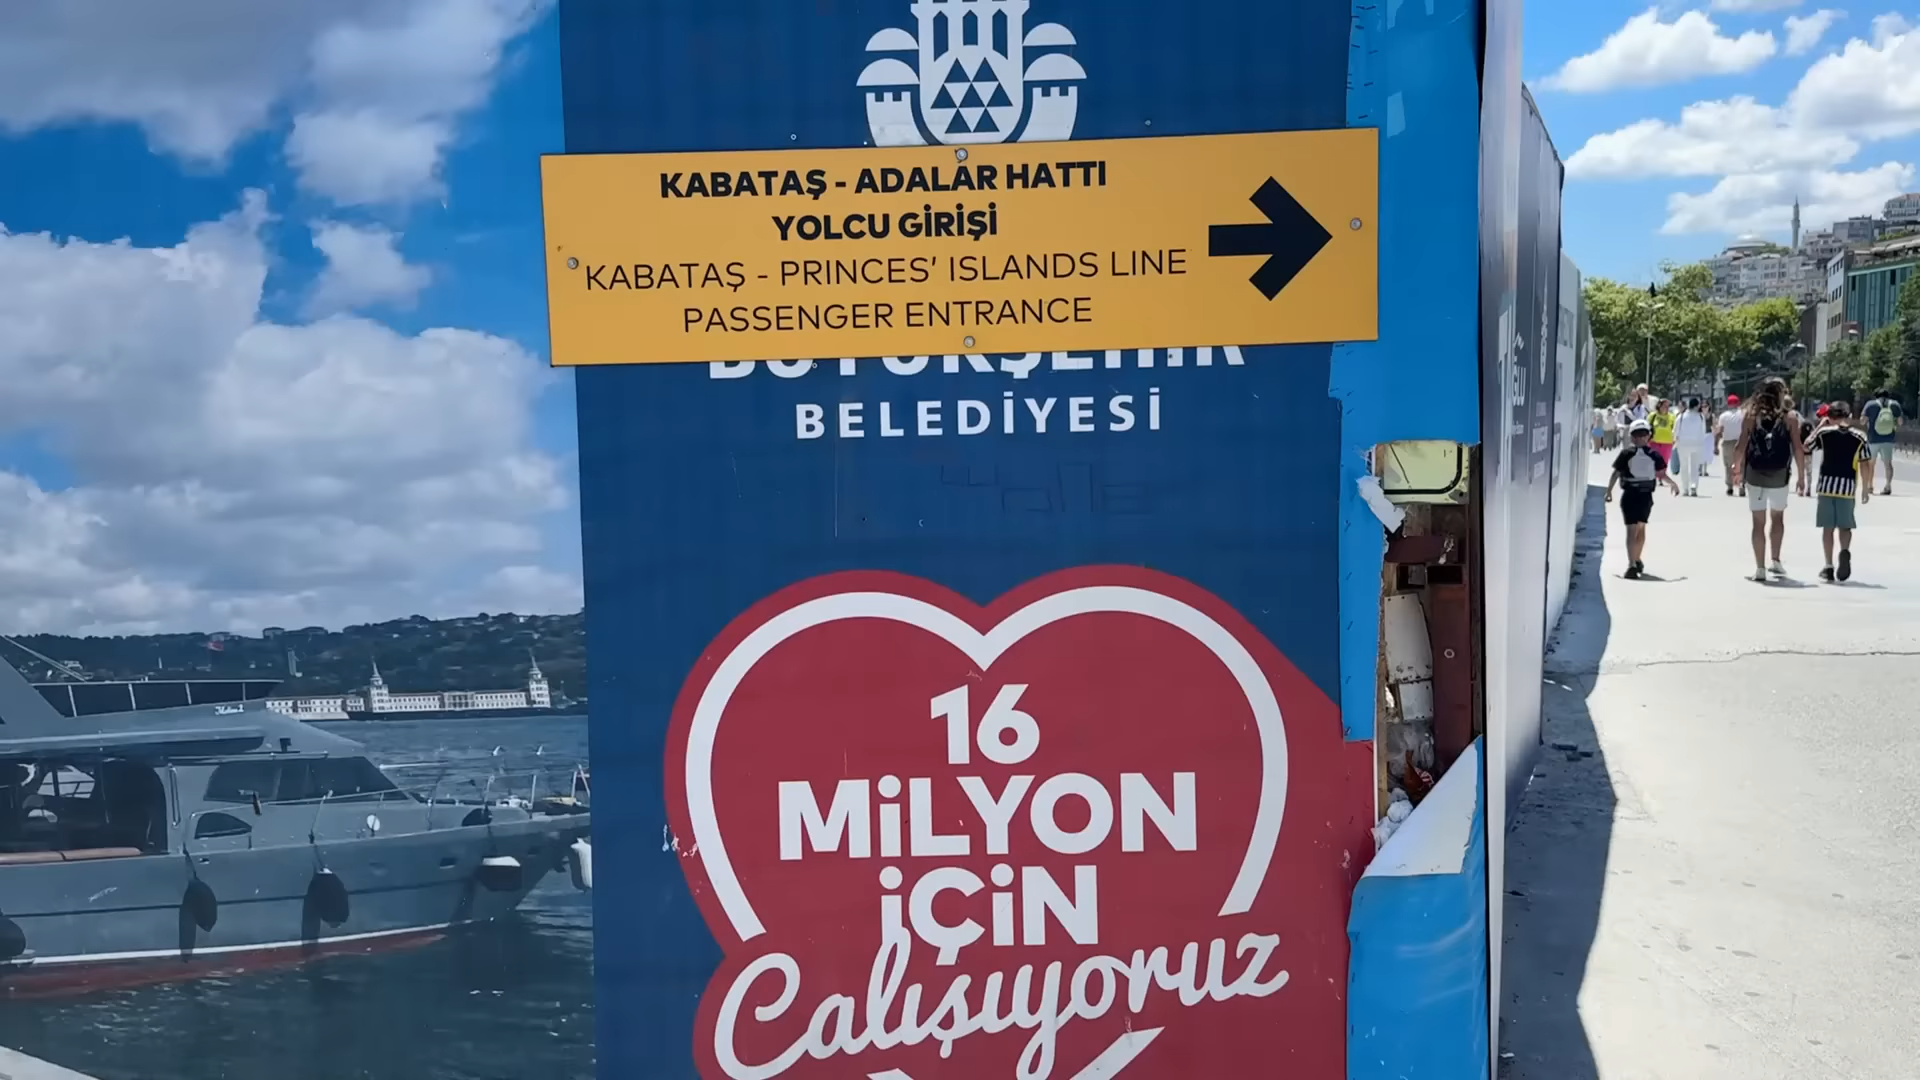 KABATAŞ - ADALAR HATTI
YOLCU GİRİŞİ
KABATAŞ - PRINCES' ISLANDS LINE
PASSENGER ENTRANCE
BÜYÜKŞEHİR
BELEDİYESİ
16
MİLYON
İÇİN
Çalışıyoruz